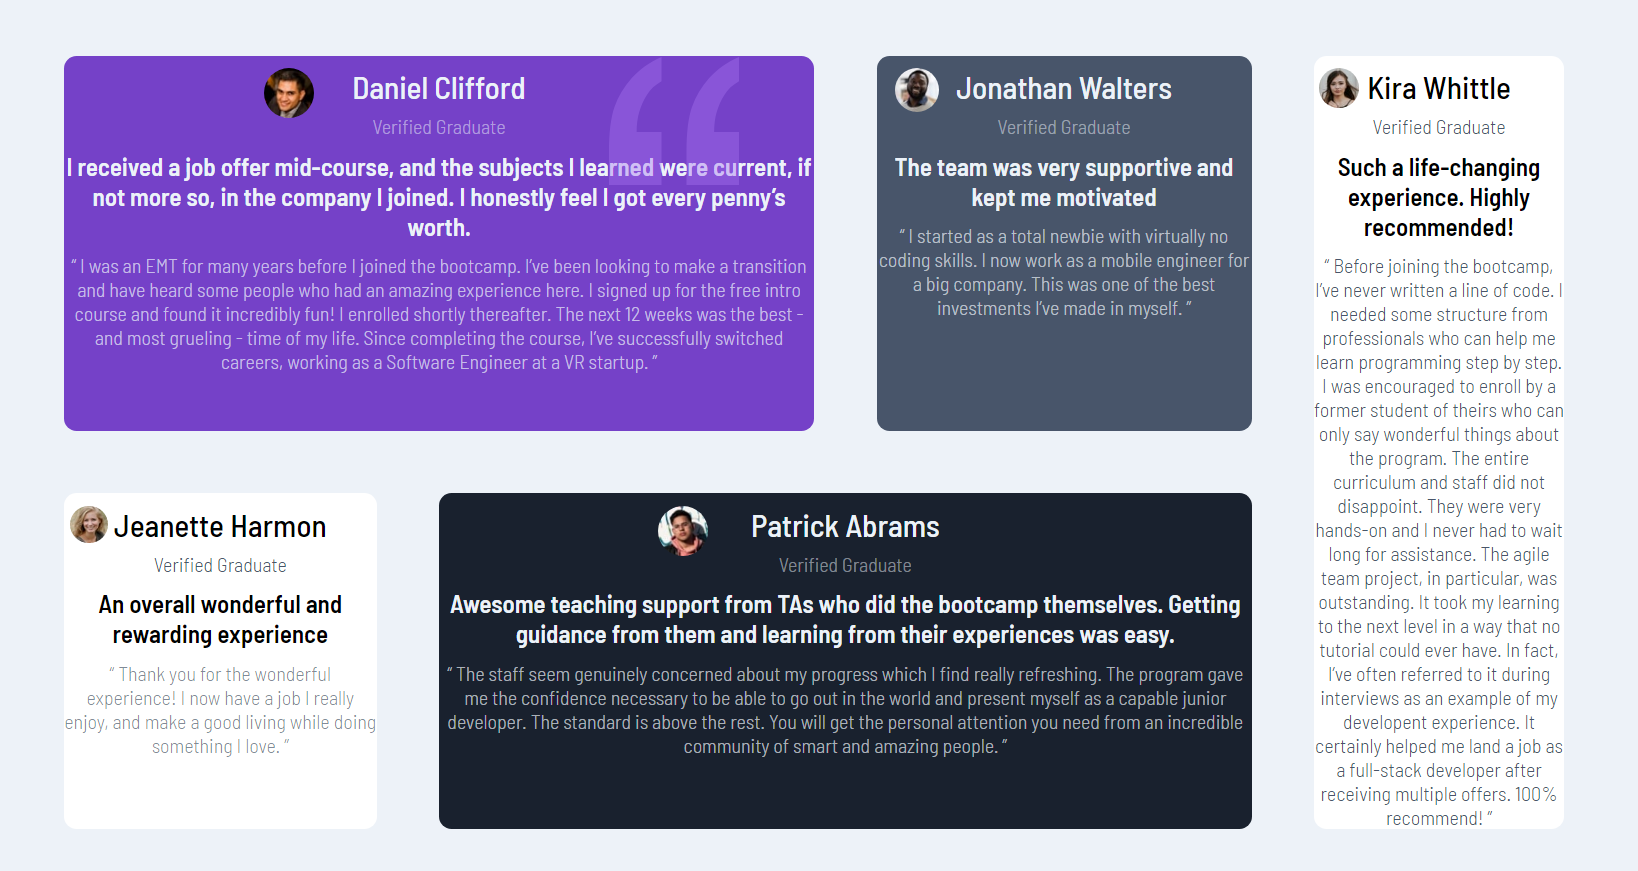 Daniel Clifford
Verified Graduate
I received a job offer mid-course, and the subjects I learned were current, if
not more so, in the company I joined. I honestly feel I got every penny’s
worth.
“ I was an EMT for many years before I joined the bootcamp. I’ve been looking to make a transition
and have heard some people who had an amazing experience here. I signed up for the free intro
course and found it incredibly fun! I enrolled shortly thereafter. The next 12 weeks was the best -
and most grueling - time of my life. Since completing the course, I’ve successfully switched
careers, working as a Software Engineer at a VR startup. ”
Jonathan Walters
Verified Graduate
The team was very supportive and
kept me motivated
“ I started as a total newbie with virtually no
coding skills. I now work as a mobile engineer for
a big company. This was one of the best
investments I’ve made in myself. ”
Kira Whittle
Verified Graduate
Such a life-changing
experience. Highly
recommended!
“ Before joining the bootcamp,
I’ve never written a line of code. I
needed some structure from
professionals who can help me
learn programming step by step.
I was encouraged to enroll by a
former student of theirs who can
only say wonderful things about
the program. The entire
curriculum and staff did not
disappoint. They were very
hands-on and I never had to wait
long for assistance. The agile
team project, in particular, was
outstanding. It took my learning
to the next level in a way that no
tutorial could ever have. In fact,
I’ve often referred to it during
interviews as an example of my
developent experience. It
certainly helped me land a job as
a full-stack developer after
receiving multiple offers. 100%
recommend! ”
Jeanette Harmon
Verified Graduate
An overall wonderful and
rewarding experience
“ Thank you for the wonderful
experience! I now have a job I really
enjoy, and make a good living while doing
something I love. ”
Patrick Abrams
Verified Graduate
Awesome teaching support from TAs who did the bootcamp themselves. Getting
guidance from them and learning from their experiences was easy.
“ The staff seem genuinely concerned about my progress which I find really refreshing. The program gave
me the confidence necessary to be able to go out in the world and present myself as a capable junior
developer. The standard is above the rest. You will get the personal attention you need from an incredible
community of smart and amazing people. ”